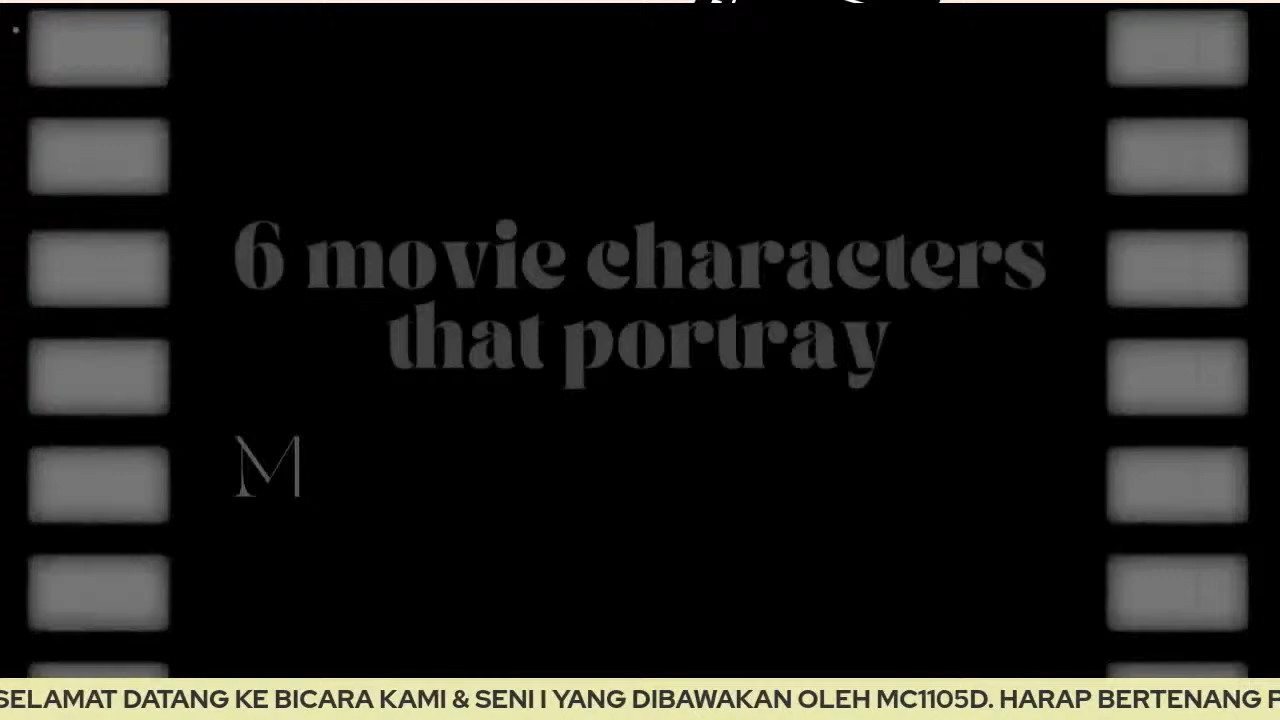 6 movie characters
that portray
M
SELAMAT DATANG KE BICARA KAMI & SENI I YANG DIBAWAKAN OLEH MC1105D. HARAP BERTENANG